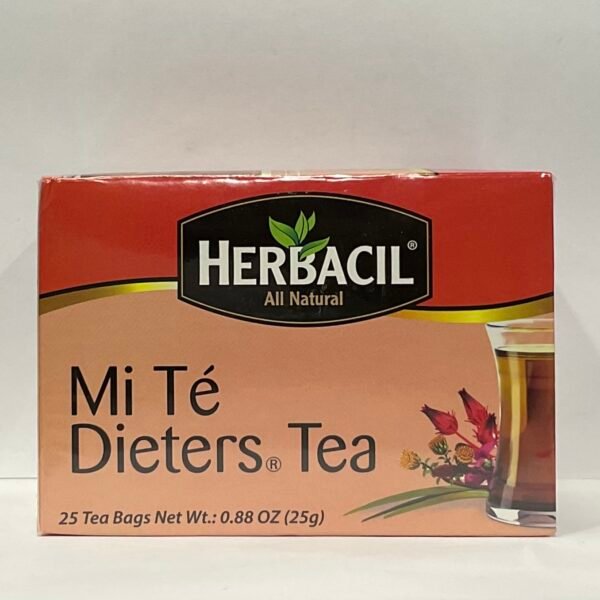 HERBACIL®
All Natural
Mi Té
Dieters® Tea
25 Tea Bags Net Wt.: 0.88 OZ (25g)